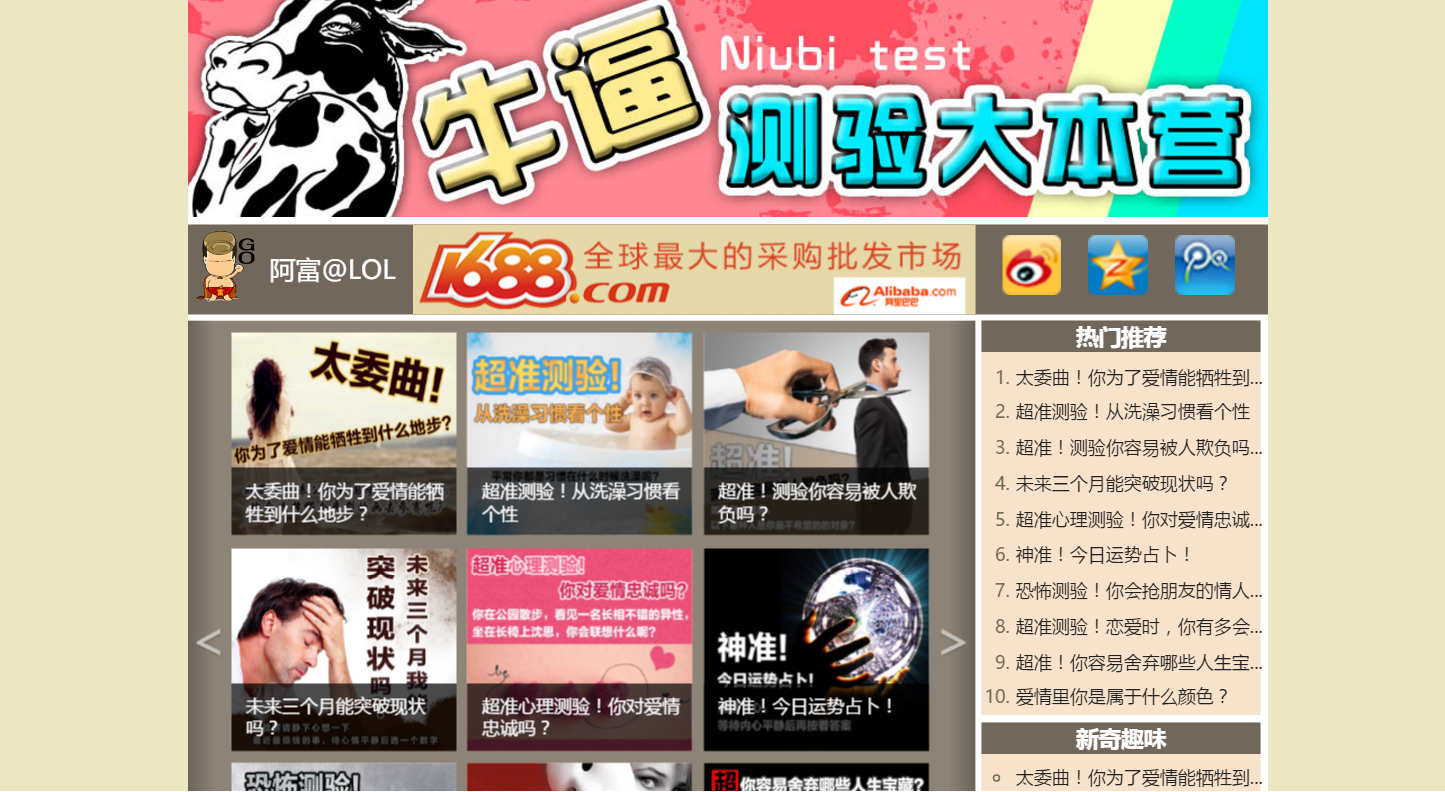 Niubi test
牛逼
测验大本营
GO
阿富@LOL
1688.com
全球最大的采购批发市场
Alibaba.com
阿里巴巴
太委曲!
你为了爱情能牺牲到什么地步?
太委曲！你为了爱情能牺
牲到什么地步？
超准测验!
从洗澡习惯看个性
平常你都是习惯在什么时候洗澡呢?
超准测验！从洗澡习惯看
个性
超准!
超准！测验你容易被人欺
负吗？
未来三个月我
突破现状吗
未来三个月能突破现状
吗？
超准心理测验!
你对爱情忠诚吗?
你在公园散步，看见一名长相不错的异性，
坐在长椅上沈思，你会联想什么呢?
超准心理测验！你对爱情
忠诚吗？
神准!
今日运势占卜!
神准！今日运势占卜！
等待内心平静后再按看答案
<
>
恐怖测验!
超
你容易舍弃哪些人生宝藏?
热门推荐
1. 太委曲！你为了爱情能牺牲到...
2. 超准测验！从洗澡习惯看个性
3. 超准！测验你容易被人欺负吗...
4. 未来三个月能突破现状吗？
5. 超准心理测验！你对爱情忠诚...
6. 神准！今日运势占卜！
7. 恐怖测验！你会抢朋友的情人...
8. 超准测验！恋爱时，你有多会...
9. 超准！你容易舍弃哪些人生宝...
10. 爱情里你是属于什么颜色？
新奇趣味
太委曲！你为了爱情能牺牲到...